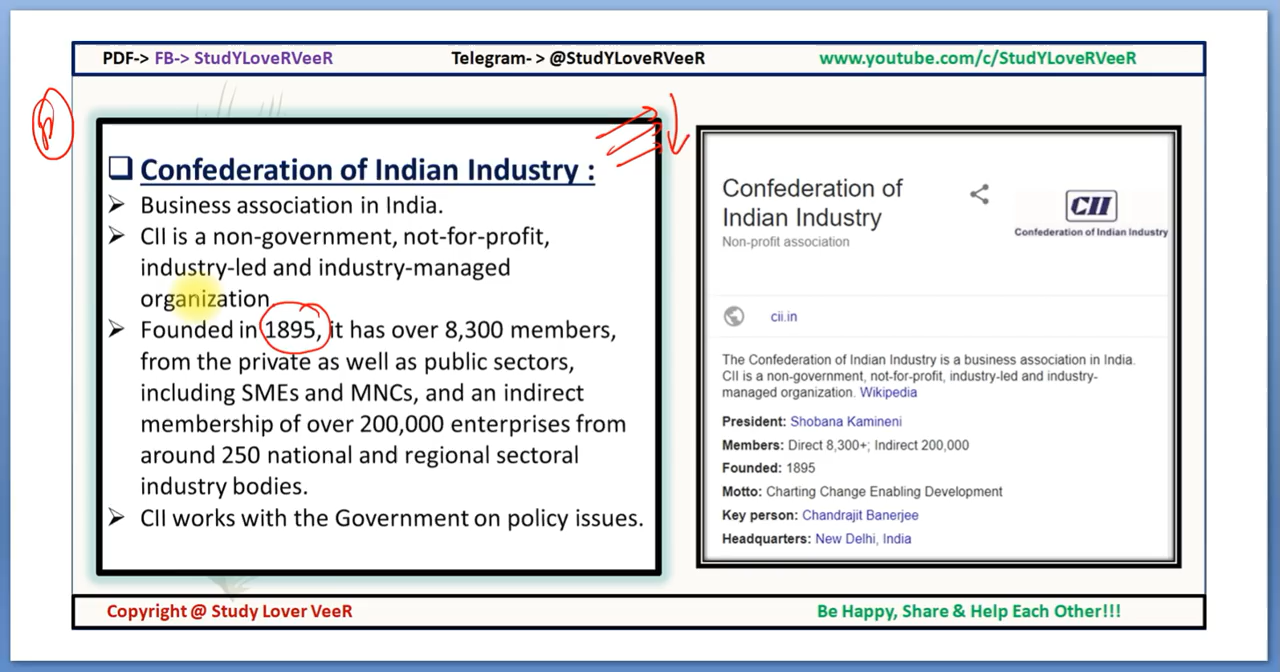 PDF-> FB-> StudYLoveRVeeR
Telegram- > @StudYLoveRVeeR
www.youtube.com/c/StudYLoveRVeeR
Confederation of Indian Industry :
Business association in India.
CII is a non-government, not-for-profit,
industry-led and industry-managed
organization.
Founded in 1895, it has over 8,300 members,
from the private as well as public sectors,
including SMEs and MNCs, and an indirect
membership of over 200,000 enterprises from
around 250 national and regional sectoral
industry bodies.
CII works with the Government on policy issues.
Confederation of
Indian Industry
Non-profit association
CII
Confederation of Indian Industry
cii.in
The Confederation of Indian Industry is a business association in India.
CII is a non-government, not-for-profit, industry-led and industry-
managed organization. Wikipedia
President: Shobana Kamineni
Members: Direct 8,300+; Indirect 200,000
Founded: 1895
Motto: Charting Change Enabling Development
Key person: Chandrajit Banerjee
Headquarters: New Delhi, India
Copyright @ Study Lover VeeR
Be Happy, Share & Help Each Other!!!